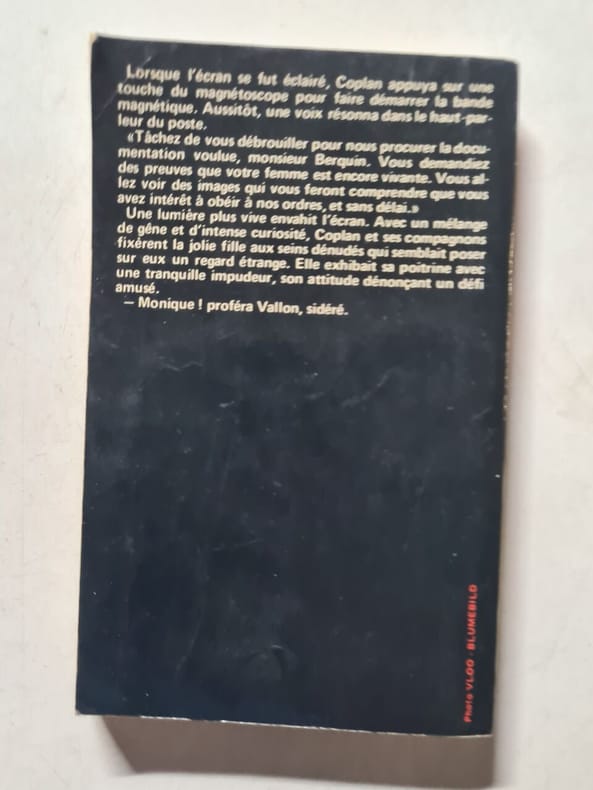 Lorsque l'écran se fut éclairé, Coplan appuya sur une
touche du magnétoscope pour faire démarrer la bande
magnétique. Aussitôt, une voix résonna dans le haut-par-
leur du poste.
«Tâchez de vous débrouiller pour nous procurer la docu-
mentation voulue, monsieur Berquin. Vous demandiez
des preuves que votre femme est encore vivante. Vous al-
lez voir des images qui vous feront comprendre que vous
avez intérêt à obéir à nos ordres, et sans délai.»
Une lumière plus vive envahit l'écran. Avec un mélange
de gêne et d'intense curiosité, Coplan et ses compagnons
fixèrent la jolie fille aux seins dénudés qui semblait poser
sur eux un regard étrange. Elle exhibait sa poitrine avec
une tranquille impudeur, son attitude dénonçant un défi
amusé.
— Monique ! proféra Vallon, sidéré.
Photo VLOO - BLUMEBILD